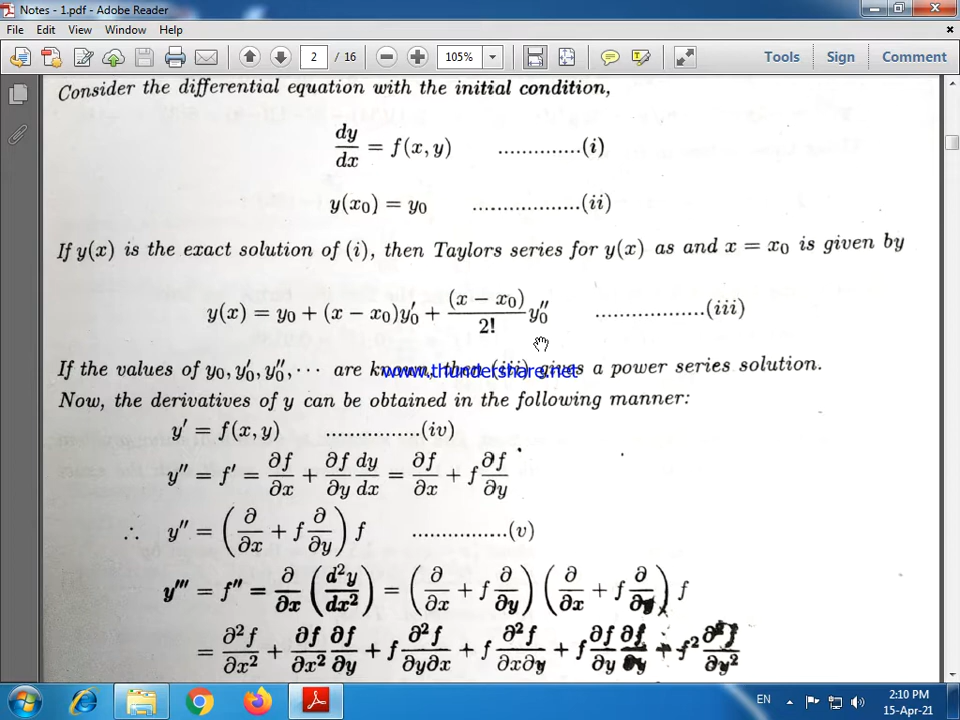 Notes - 1.pdf - Adobe Reader
File Edit View Window Help
2 / 16 105% Tools Sign Comment
Consider the differential equation with the initial condition,
dy/dx = f(x, y) ..............(i)
y(x₀) = y₀ ..................(ii)
If y(x) is the exact solution of (i), then Taylors series for y(x) as and x = x₀ is given by
y(x) = y₀ + (x − x₀)y₀′ + (x − x₀)/2! y₀″ ..................(iii)
If the values of y₀, y₀′, y₀″, ··· are known, then (iii) gives a power series solution.
www.thundershare.net
Now, the derivatives of y can be obtained in the following manner:
y′ = f(x, y) ................(iv)
y″ = f′ = ∂f/∂x + ∂f/∂y dy/dx = ∂f/∂x + f ∂f/∂y
∴ y″ = (∂/∂x + f ∂/∂y) f ................(v)
y‴ = f″ = ∂/∂x (d²y/dx²) = (∂/∂x + f ∂/∂y) (∂/∂x + f ∂/∂y) f
= ∂²f/∂x² + ∂f/∂x² ∂f/∂y + f ∂²f/∂y∂x + f ∂²f/∂x∂y + f ∂f/∂y ∂f/∂y + f² ∂²f/∂y²
EN 2:10 PM
15-Apr-21